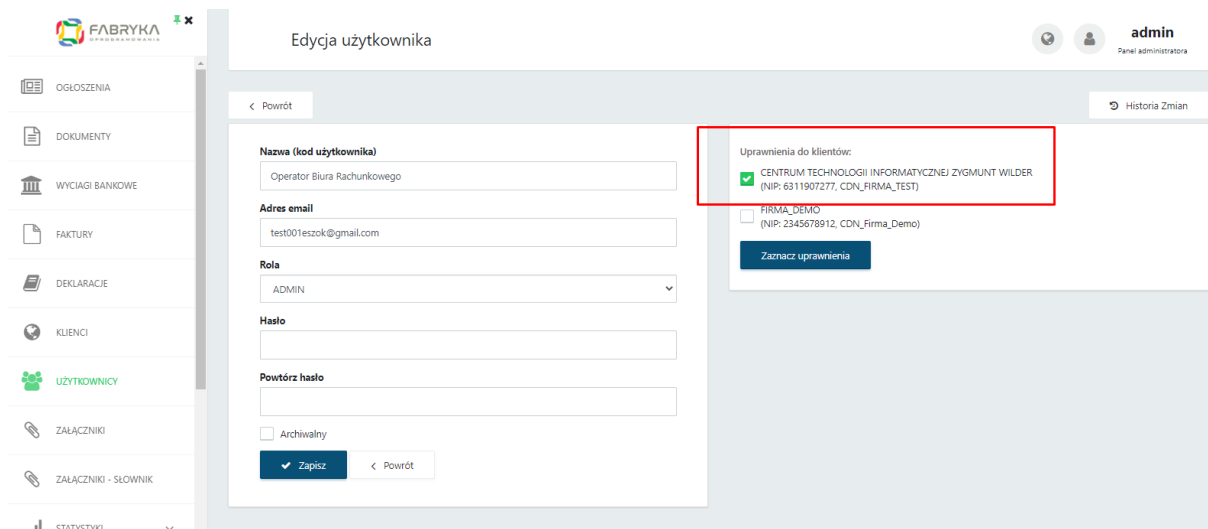 FABRYKA
OPROGRAMOWANIA
OGŁOSZENIA
DOKUMENTY
WYCIAGI BANKOWE
FAKTURY
DEKLARACJE
KLIENCI
UŻYTKOWNICY
ZAŁĄCZNIKI
ZAŁĄCZNIKI - SŁOWNIK
STATYSTYKI
Edycja użytkownika
admin
Panel administratora
Powrót
Historia Zmian
Nazwa (kod użytkownika)
Operator Biura Rachunkowego
Adres email
test001eszok@gmail.com
Rola
ADMIN
Hasło
Powtórz hasło
Archiwalny
Zapisz
Powrót
Uprawnienia do klientów:
CENTRUM TECHNOLOGII INFORMATYCZNEJ ZYGMUNT WILDER
(NIP: 6311907277, CDN_FIRMA_TEST)
FIRMA_DEMO
(NIP: 2345678912, CDN_Firma_Demo)
Zaznacz uprawnienia